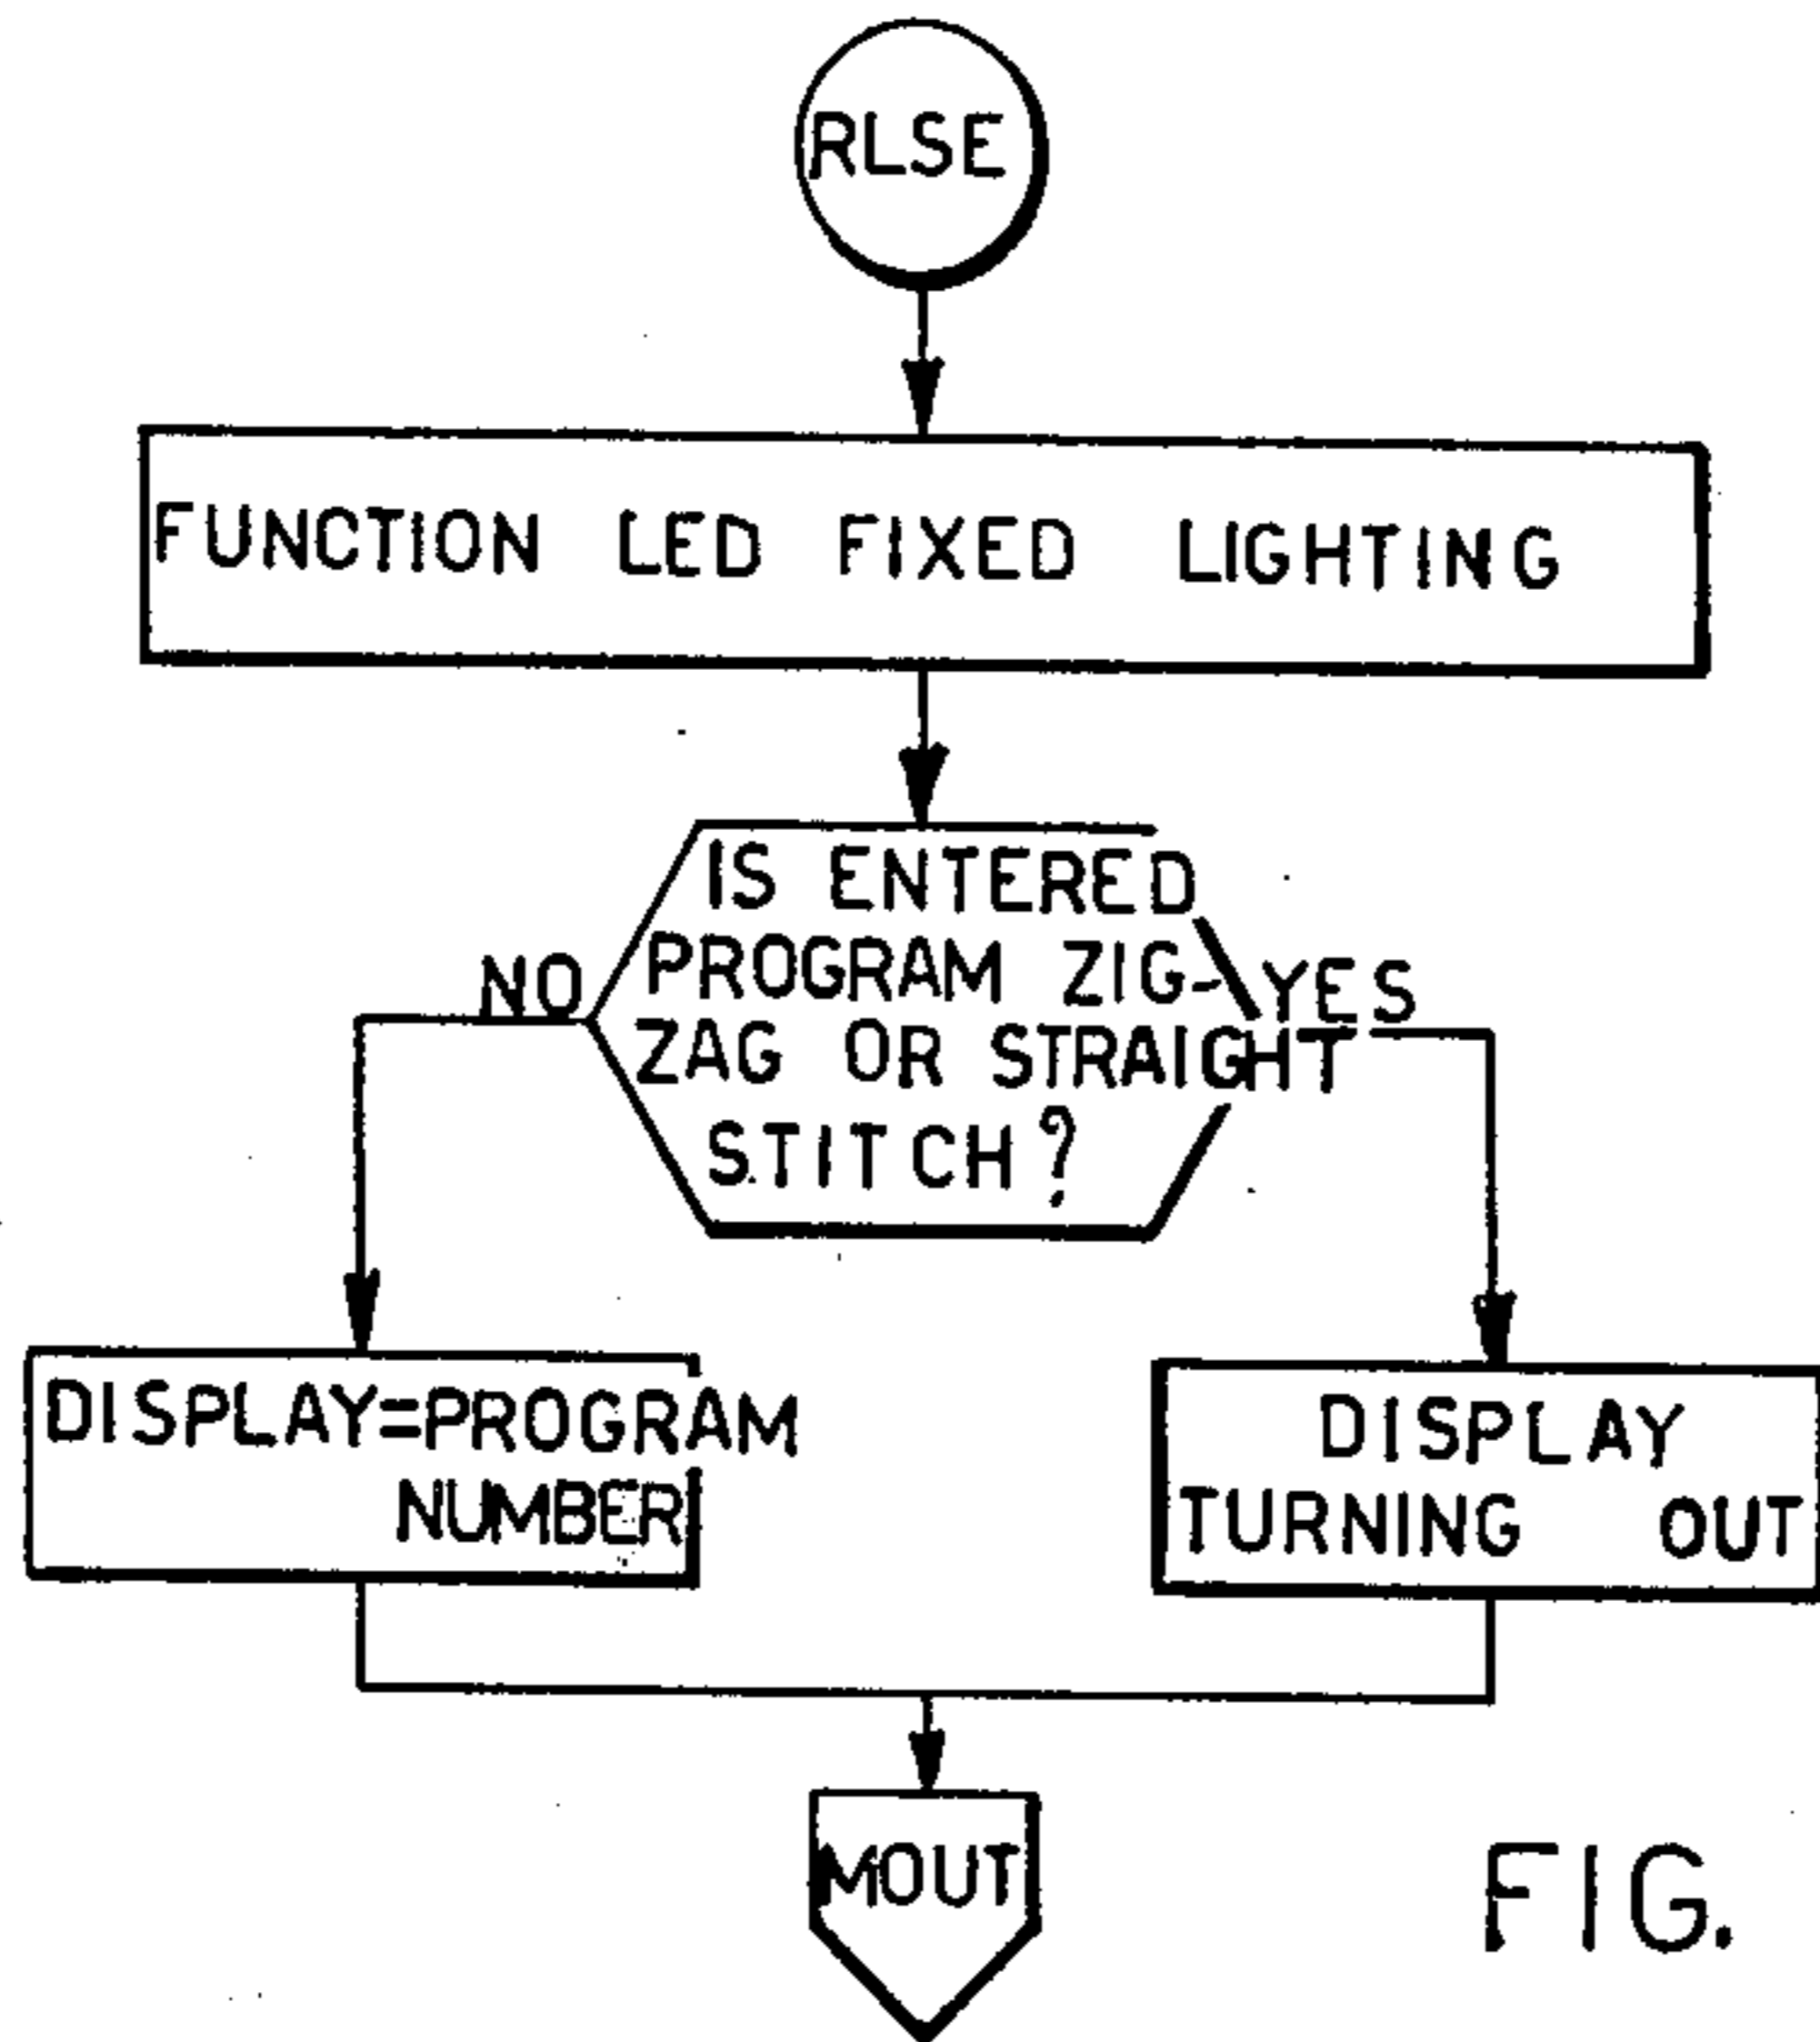 RLSE
FUNCTION LED FIXED LIGHTING
IS ENTERED
PROGRAM ZIG-
ZAG OR STRAIGHT
STITCH?
NO
YES
DISPLAY=PROGRAM
NUMBER
DISPLAY
TURNING OUT
MOUT
FIG.